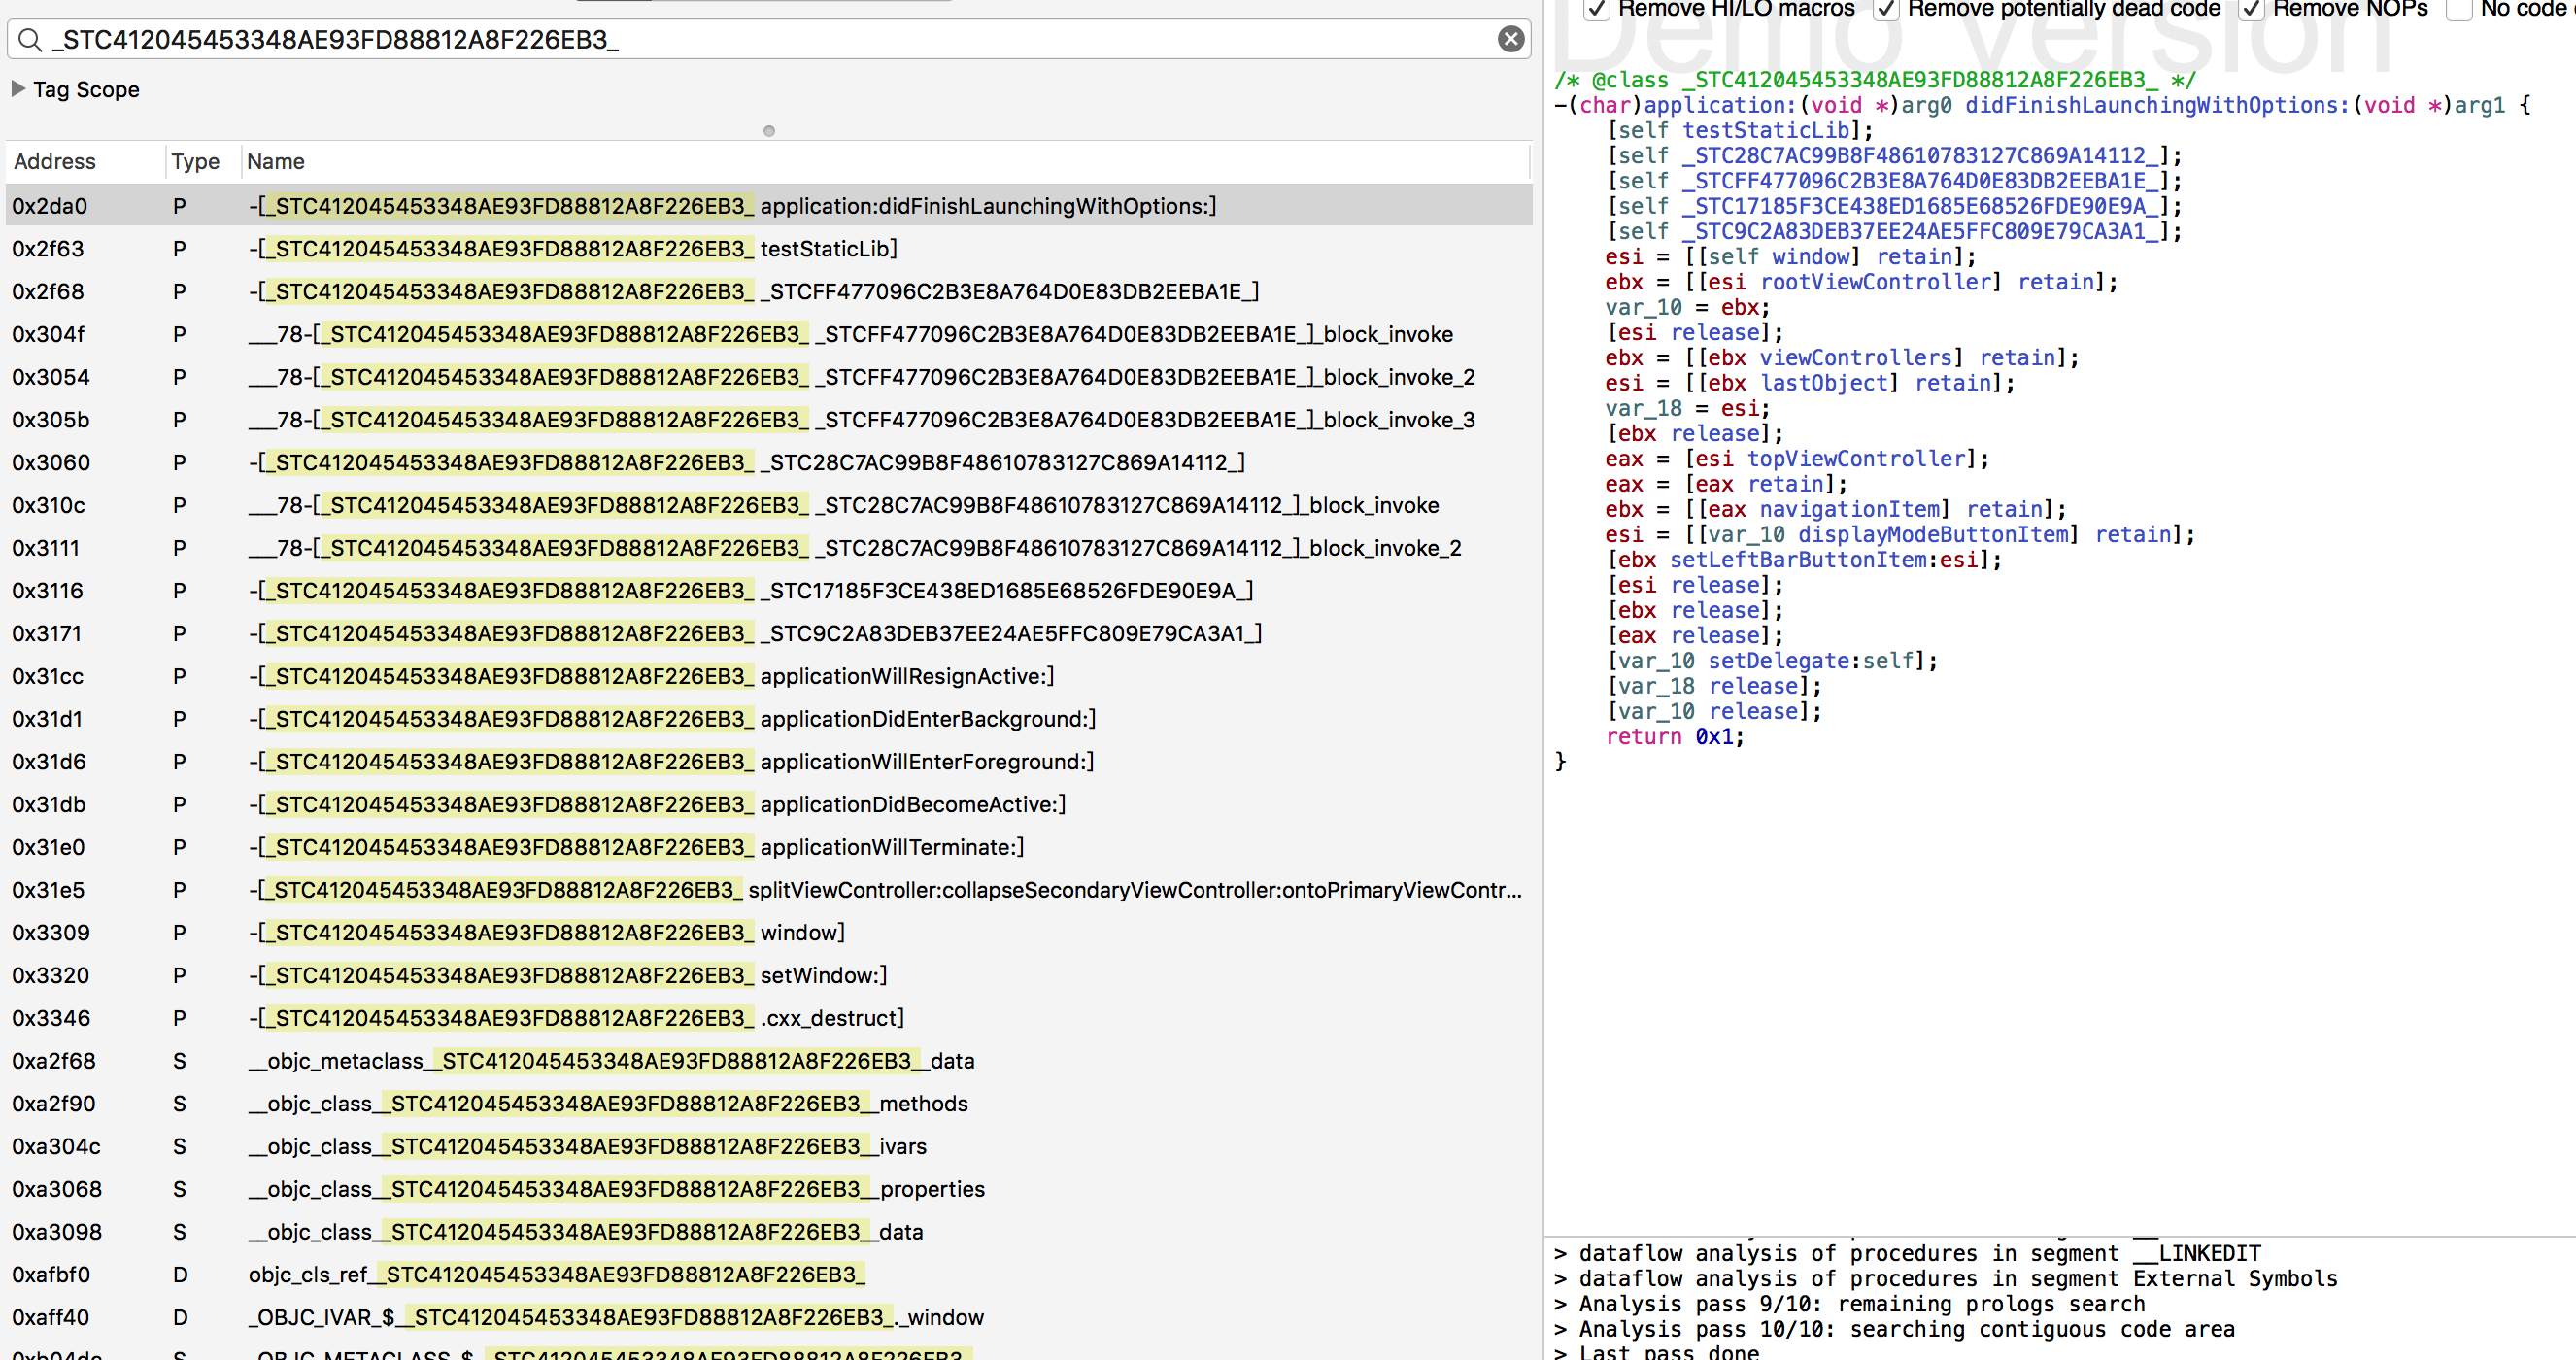 _STC412045453348AE93FD88812A8F226EB3_
Tag Scope
Address Type Name
0x2da0 P -[_STC412045453348AE93FD88812A8F226EB3_ application:didFinishLaunchingWithOptions:]
0x2f63 P -[_STC412045453348AE93FD88812A8F226EB3_ testStaticLib]
0x2f68 P -[_STC412045453348AE93FD88812A8F226EB3_ _STCFF477096C2B3E8A764D0E83DB2EEBA1E_]
0x304f P ___78-[_STC412045453348AE93FD88812A8F226EB3_ _STCFF477096C2B3E8A764D0E83DB2EEBA1E_]_block_invoke
0x3054 P ___78-[_STC412045453348AE93FD88812A8F226EB3_ _STCFF477096C2B3E8A764D0E83DB2EEBA1E_]_block_invoke_2
0x305b P ___78-[_STC412045453348AE93FD88812A8F226EB3_ _STCFF477096C2B3E8A764D0E83DB2EEBA1E_]_block_invoke_3
0x3060 P -[_STC412045453348AE93FD88812A8F226EB3_ _STC28C7AC99B8F48610783127C869A14112_]
0x310c P ___78-[_STC412045453348AE93FD88812A8F226EB3_ _STC28C7AC99B8F48610783127C869A14112_]_block_invoke
0x3111 P ___78-[_STC412045453348AE93FD88812A8F226EB3_ _STC28C7AC99B8F48610783127C869A14112_]_block_invoke_2
0x3116 P -[_STC412045453348AE93FD88812A8F226EB3_ _STC17185F3CE438ED1685E68526FDE90E9A_]
0x3171 P -[_STC412045453348AE93FD88812A8F226EB3_ _STC9C2A83DEB37EE24AE5FFC809E79CA3A1_]
0x31cc P -[_STC412045453348AE93FD88812A8F226EB3_ applicationWillResignActive:]
0x31d1 P -[_STC412045453348AE93FD88812A8F226EB3_ applicationDidEnterBackground:]
0x31d6 P -[_STC412045453348AE93FD88812A8F226EB3_ applicationWillEnterForeground:]
0x31db P -[_STC412045453348AE93FD88812A8F226EB3_ applicationDidBecomeActive:]
0x31e0 P -[_STC412045453348AE93FD88812A8F226EB3_ applicationWillTerminate:]
0x31e5 P -[_STC412045453348AE93FD88812A8F226EB3_ splitViewController:collapseSecondaryViewController:ontoPrimaryViewContr...
0x3309 P -[_STC412045453348AE93FD88812A8F226EB3_ window]
0x3320 P -[_STC412045453348AE93FD88812A8F226EB3_ setWindow:]
0x3346 P -[_STC412045453348AE93FD88812A8F226EB3_ .cxx_destruct]
0xa2f68 S __objc_metaclass__STC412045453348AE93FD88812A8F226EB3__data
0xa2f90 S __objc_class__STC412045453348AE93FD88812A8F226EB3__methods
0xa304c S __objc_class__STC412045453348AE93FD88812A8F226EB3__ivars
0xa3068 S __objc_class__STC412045453348AE93FD88812A8F226EB3__properties
0xa3098 S __objc_class__STC412045453348AE93FD88812A8F226EB3__data
0xafbf0 D objc_cls_ref__STC412045453348AE93FD88812A8F226EB3_
0xaff40 D _OBJC_IVAR_$__STC412045453348AE93FD88812A8F226EB3_._window
0xb04dc S _OBJC_METACLASS_$__STC412045453348AE93FD88812A8F226EB3_
Remove HI/LO macros Remove potentially dead code Remove NOPs No code
Demo Version
/* @class _STC412045453348AE93FD88812A8F226EB3_ */
-(char)application:(void *)arg0 didFinishLaunchingWithOptions:(void *)arg1 {
[self testStaticLib];
[self _STC28C7AC99B8F48610783127C869A14112_];
[self _STCFF477096C2B3E8A764D0E83DB2EEBA1E_];
[self _STC17185F3CE438ED1685E68526FDE90E9A_];
[self _STC9C2A83DEB37EE24AE5FFC809E79CA3A1_];
esi = [[self window] retain];
ebx = [[esi rootViewController] retain];
var_10 = ebx;
[esi release];
ebx = [[ebx viewControllers] retain];
esi = [[ebx lastObject] retain];
var_18 = esi;
[ebx release];
eax = [esi topViewController];
eax = [eax retain];
ebx = [[eax navigationItem] retain];
esi = [[var_10 displayModeButtonItem] retain];
[ebx setLeftBarButtonItem:esi];
[esi release];
[ebx release];
[eax release];
[var_10 setDelegate:self];
[var_18 release];
[var_10 release];
return 0x1;
}
> dataflow analysis of procedures in segment __LINKEDIT
> dataflow analysis of procedures in segment External Symbols
> Analysis pass 9/10: remaining prologs search
> Analysis pass 10/10: searching contiguous code area
> Last pass done